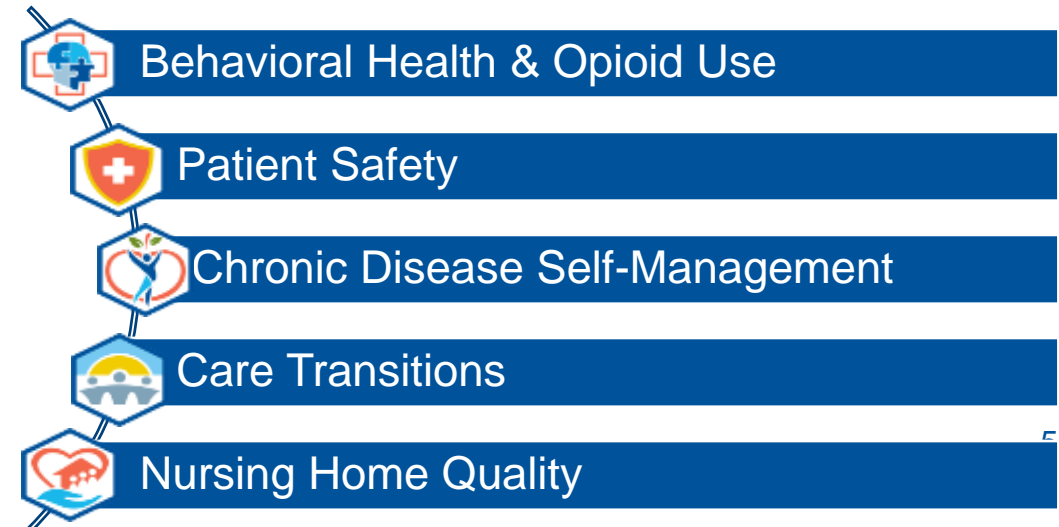 Behavioral Health & Opioid Use
Patient Safety
Chronic Disease Self-Management
Care Transitions
Nursing Home Quality